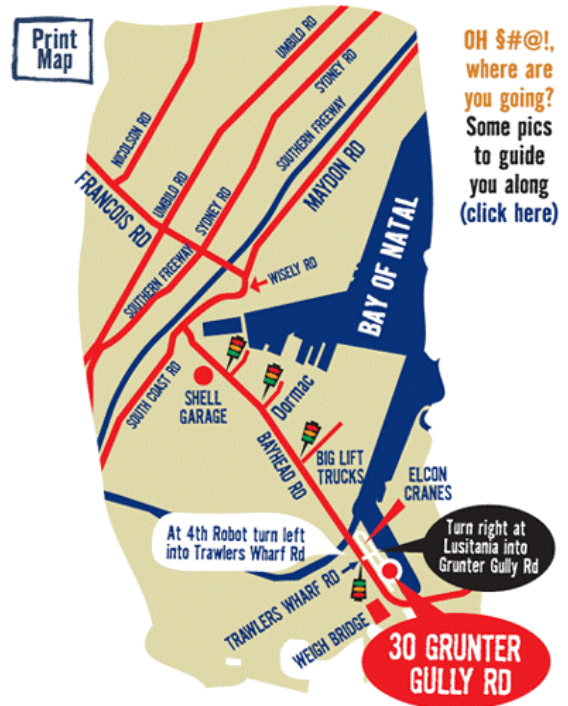 Print
Map
OH §#@!,
where are
you going?
Some pics
to guide
you along
(click here)
UMBILO RD
SYDNEY RD
NICOLSON RD
SOUTHERN FREEWAY
MAYDON RD
FRANCOIS RD
UMBILO RD
SYDNEY RD
SOUTHERN FREEWAY
WISELY RD
BAY OF NATAL
SOUTH COAST RD
SHELL
GARAGE
Dormac
BAYHEAD RD
BIG LIFT
TRUCKS
ELCON
CRANES
At 4th Robot turn left
into Trawlers Wharf Rd
Turn right at
Lusitania into
Grunter Gully Rd
TRAWLERS WHARF RD
WEIGH BRIDGE
30 GRUNTER
GULLY RD